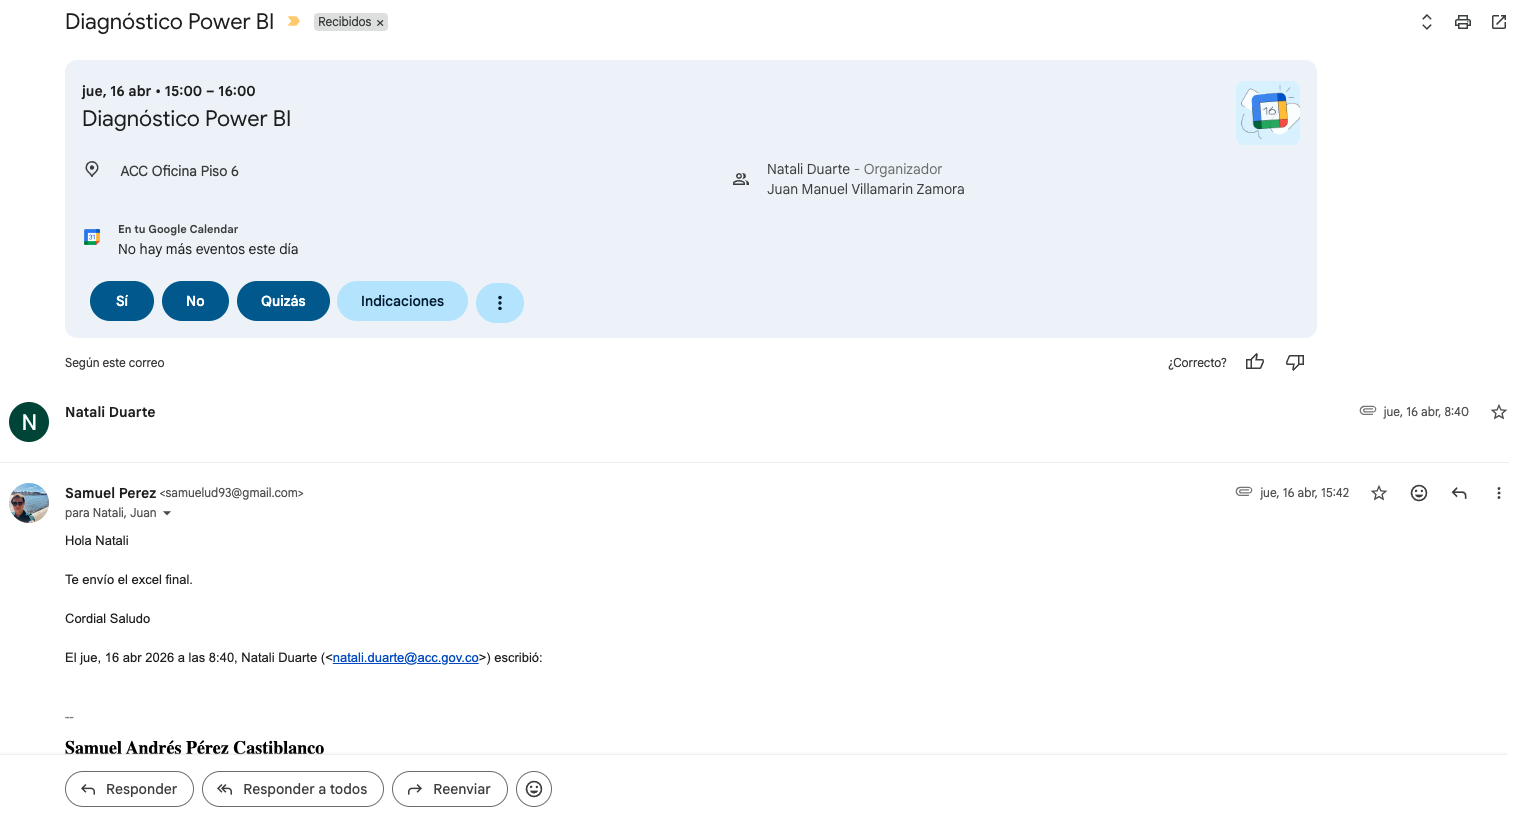 Diagnóstico Power BI
Recibidos ×
jue, 16 abr • 15:00 – 16:00
Diagnóstico Power BI
16
ACC Oficina Piso 6
Natali Duarte - Organizador
Juan Manuel Villamarin Zamora
31
En tu Google Calendar
No hay más eventos este día
Sí
No
Quizás
Indicaciones
Según este correo
¿Correcto?
N
Natali Duarte
jue, 16 abr, 8:40
Samuel Perez <samuelud93@gmail.com>
jue, 16 abr, 15:42
para Natali, Juan
Hola Natali
Te envío el excel final.
Cordial Saludo
El jue, 16 abr 2026 a las 8:40, Natali Duarte (<natali.duarte@acc.gov.co>) escribió:
--
Samuel Andrés Pérez Castiblanco
Responder
Responder a todos
Reenviar